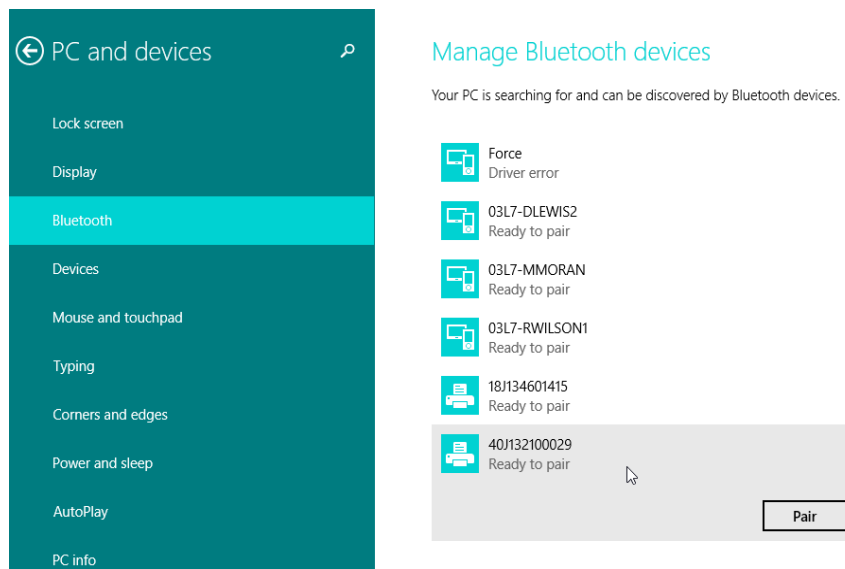 PC and devices
Lock screen
Display
Bluetooth
Devices
Mouse and touchpad
Typing
Corners and edges
Power and sleep
AutoPlay
PC info
Manage Bluetooth devices
Your PC is searching for and can be discovered by Bluetooth devices.
Force
Driver error
03L7-DLEWIS2
Ready to pair
03L7-MMORAN
Ready to pair
03L7-RWILSON1
Ready to pair
18J134601415
Ready to pair
40J132100029
Ready to pair
Pair